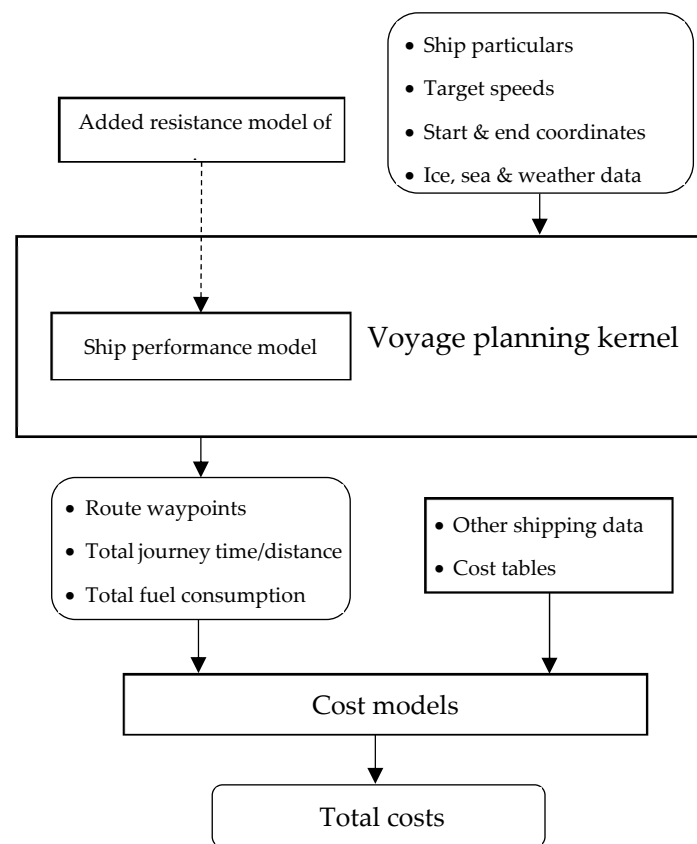 • Ship particulars
• Target speeds
• Start & end coordinates
• Ice, sea & weather data
Added resistance model of
Ship performance model
Voyage planning kernel
• Route waypoints
• Total journey time/distance
• Total fuel consumption
• Other shipping data
• Cost tables
Cost models
Total costs